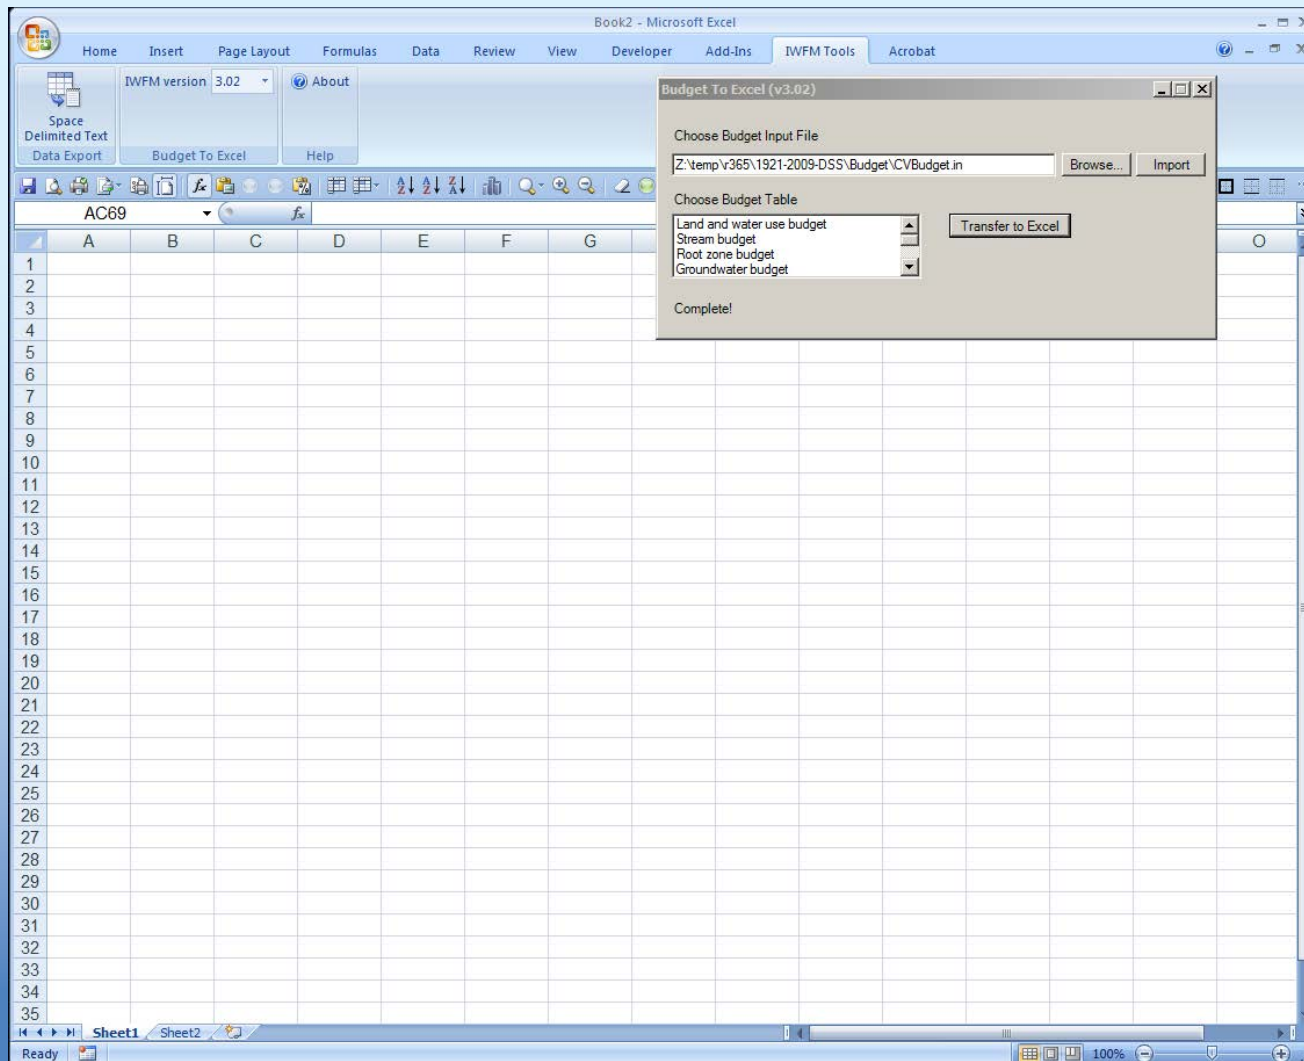 Book2 - Microsoft Excel
Home Insert Page Layout Formulas Data Review View Developer Add-Ins IWFM Tools Acrobat
Space
Delimited Text
Data Export
IWFM version 3.02
Budget To Excel
About
Help
Budget To Excel (v3.02)
Choose Budget Input File
Z:\temp\r365\1921-2009-DSS\Budget\CVBudget.in Browse... Import
Choose Budget Table
Land and water use budget
Stream budget
Root zone budget
Groundwater budget
Transfer to Excel
Complete!
AC69 fx
A B C D E F G O
1
2
3
4
5
6
7
8
9
10
11
12
13
14
15
16
17
18
19
20
21
22
23
24
25
26
27
28
29
30
31
32
33
34
35
Sheet1 Sheet2
Ready 100%